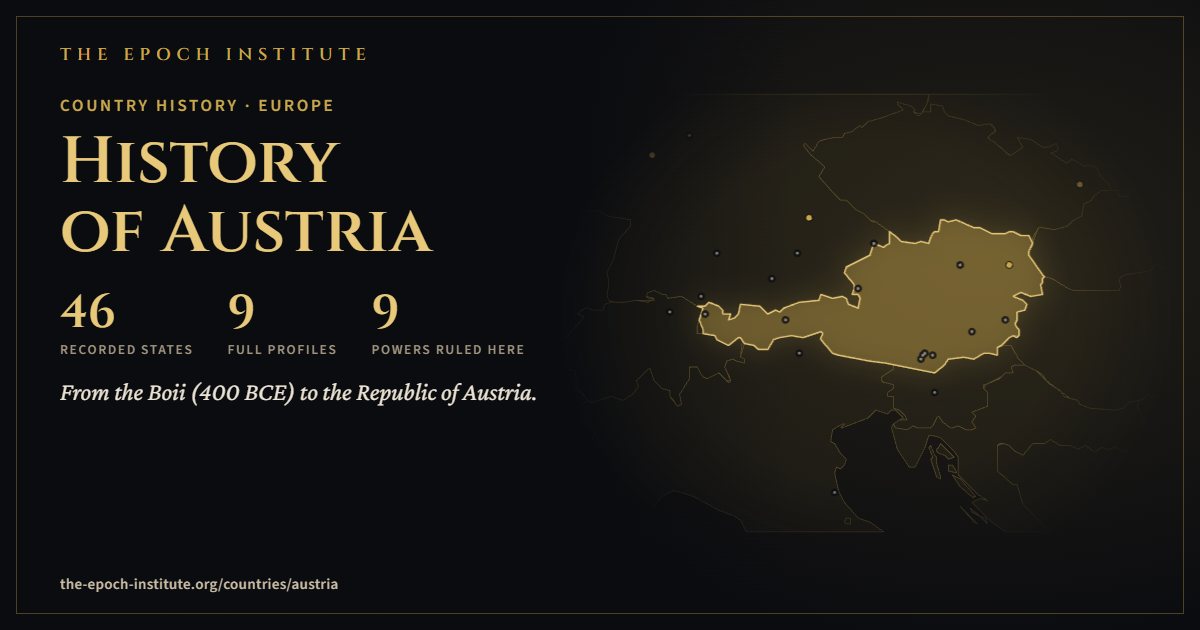 THE EPOCH INSTITUTE
COUNTRY HISTORY · EUROPE
HISTORY
OF AUSTRIA
46 9 9
RECORDED STATES FULL PROFILES POWERS RULED HERE
From the Boii (400 BCE) to the Republic of Austria.
the-epoch-institute.org/countries/austria